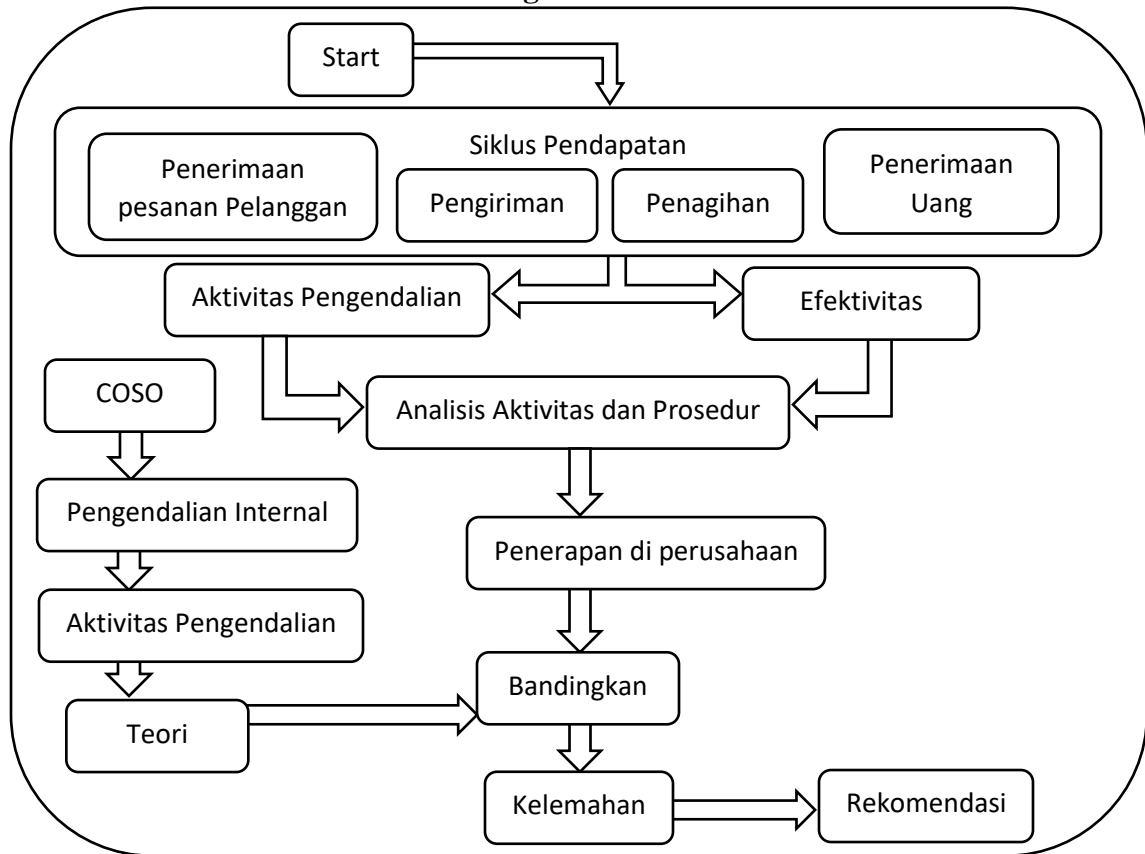 Start
Siklus Pendapatan
Penerimaan
pesanan Pelanggan
Pengiriman
Penagihan
Penerimaan
Uang
Aktivitas Pengendalian
Efektivitas
COSO
Analisis Aktivitas dan Prosedur
Pengendalian Internal
Penerapan di perusahaan
Aktivitas Pengendalian
Bandingkan
Teori
Kelemahan
Rekomendasi